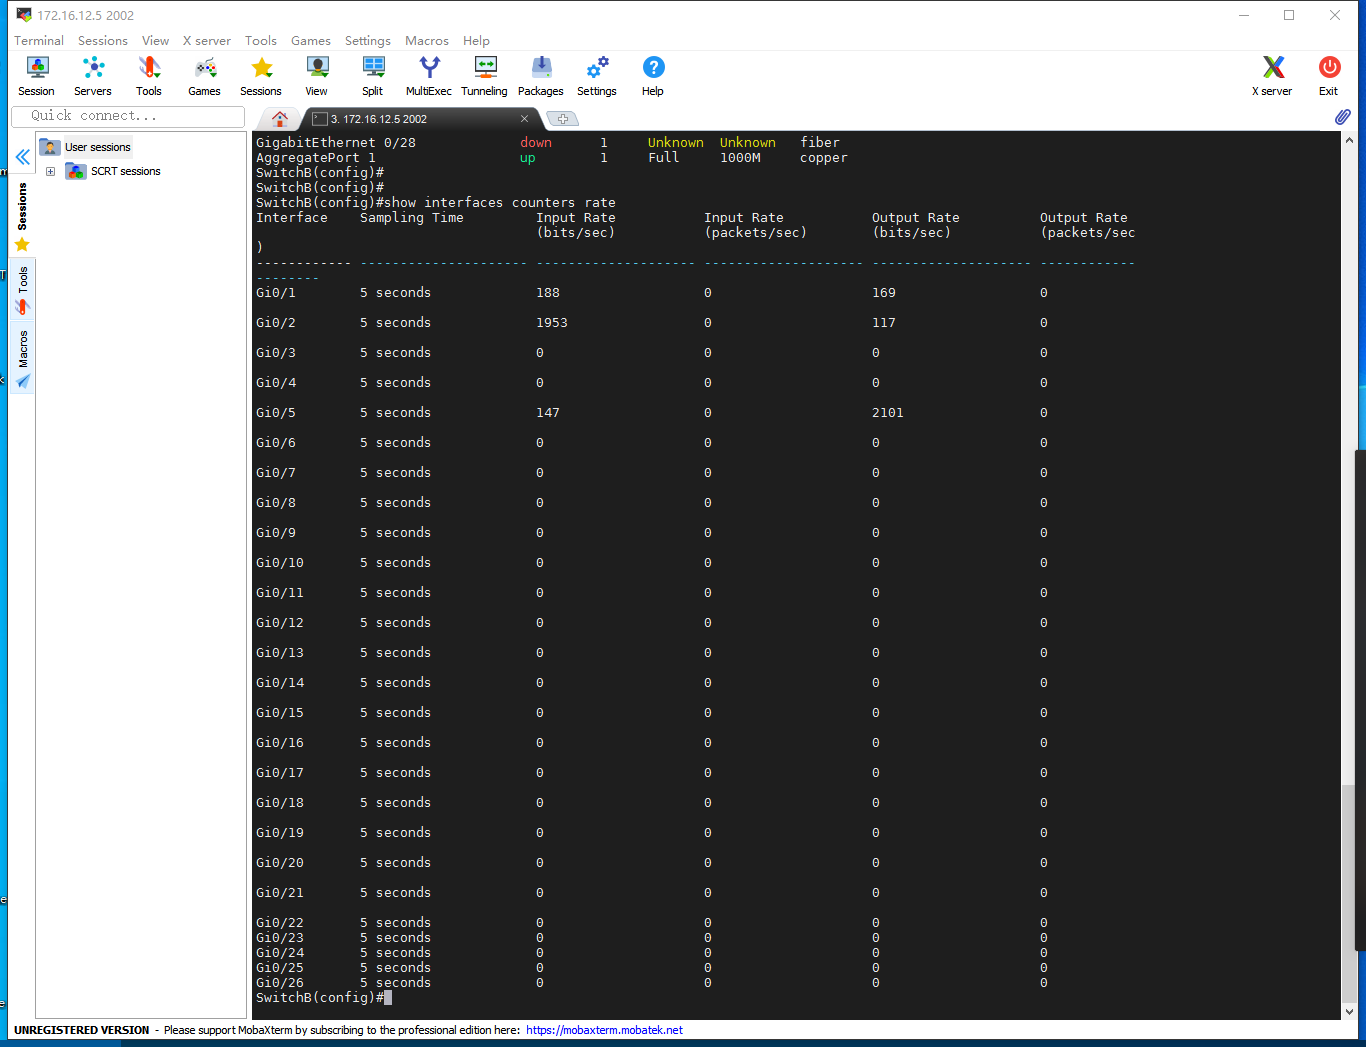 172.16.12.5 2002
Terminal Sessions View X server Tools Games Settings Macros Help
Session Servers Tools Games Sessions View Split MultiExec Tunneling Packages Settings Help X server Exit
Quick connect...
3. 172.16.12.5 2002
User sessions
SCRT sessions
Sessions
Tools
Macros
GigabitEthernet 0/28 down 1 Unknown Unknown fiber
AggregatePort 1 up 1 Full 1000M copper
SwitchB(config)#
SwitchB(config)#
SwitchB(config)#show interfaces counters rate
Interface Sampling Time Input Rate Input Rate Output Rate Output Rate
(bits/sec) (packets/sec) (bits/sec) (packets/sec
)
------------ --------------------- -------------------- -------------------- -------------------- ------------
--------
Gi0/1 5 seconds 188 0 169 0
Gi0/2 5 seconds 1953 0 117 0
Gi0/3 5 seconds 0 0 0 0
Gi0/4 5 seconds 0 0 0 0
Gi0/5 5 seconds 147 0 2101 0
Gi0/6 5 seconds 0 0 0 0
Gi0/7 5 seconds 0 0 0 0
Gi0/8 5 seconds 0 0 0 0
Gi0/9 5 seconds 0 0 0 0
Gi0/10 5 seconds 0 0 0 0
Gi0/11 5 seconds 0 0 0 0
Gi0/12 5 seconds 0 0 0 0
Gi0/13 5 seconds 0 0 0 0
Gi0/14 5 seconds 0 0 0 0
Gi0/15 5 seconds 0 0 0 0
Gi0/16 5 seconds 0 0 0 0
Gi0/17 5 seconds 0 0 0 0
Gi0/18 5 seconds 0 0 0 0
Gi0/19 5 seconds 0 0 0 0
Gi0/20 5 seconds 0 0 0 0
Gi0/21 5 seconds 0 0 0 0
Gi0/22 5 seconds 0 0 0 0
Gi0/23 5 seconds 0 0 0 0
Gi0/24 5 seconds 0 0 0 0
Gi0/25 5 seconds 0 0 0 0
Gi0/26 5 seconds 0 0 0 0
SwitchB(config)#
UNREGISTERED VERSION - Please support MobaXterm by subscribing to the professional edition here: https://mobaxterm.mobatek.net